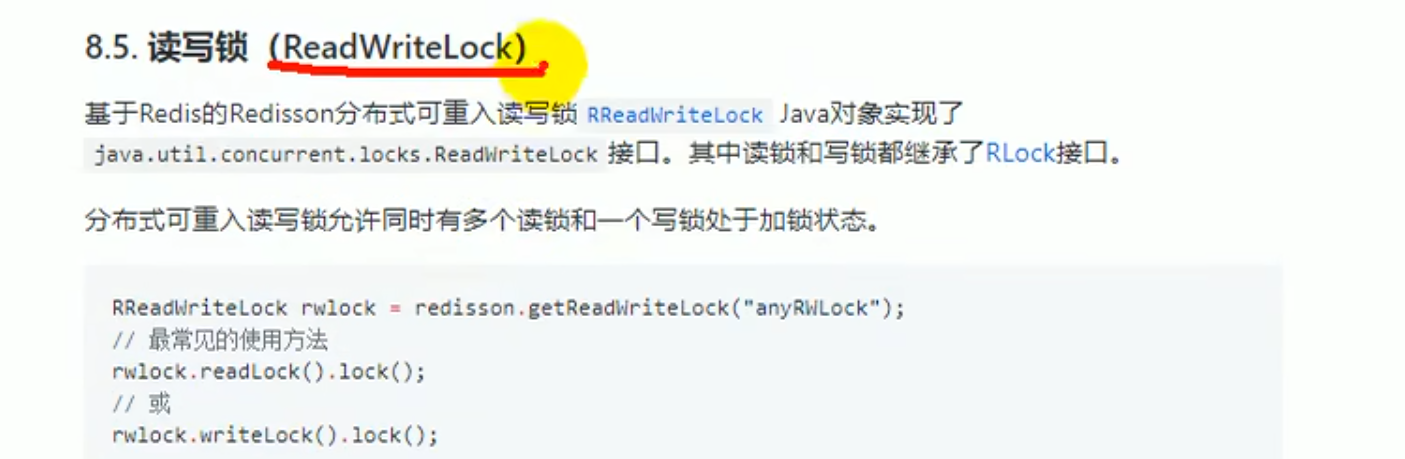 8.5. 读写锁（ReadWriteLock）
基于Redis的Redisson分布式可重入读写锁 RReadWriteLock Java对象实现了
java.util.concurrent.locks.ReadWriteLock 接口。其中读锁和写锁都继承了RLock接口。
分布式可重入读写锁允许同时有多个读锁和一个写锁处于加锁状态。
RReadWriteLock rwlock = redisson.getReadWriteLock("anyRWLock");
// 最常见的使用方法
rwlock.readLock().lock();
// 或
rwlock.writeLock().lock();